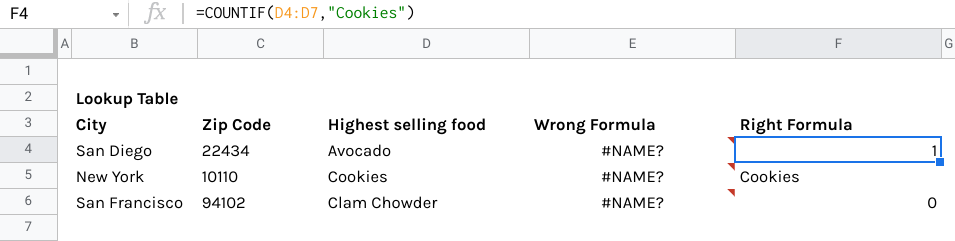 F4 fx =COUNTIF(D4:D7,"Cookies")
A B C D E F G
1
2 Lookup Table
3 City Zip Code Highest selling food Wrong Formula Right Formula
4 San Diego 22434 Avocado #NAME? 1
5 New York 10110 Cookies #NAME? Cookies
6 San Francisco 94102 Clam Chowder #NAME? 0
7